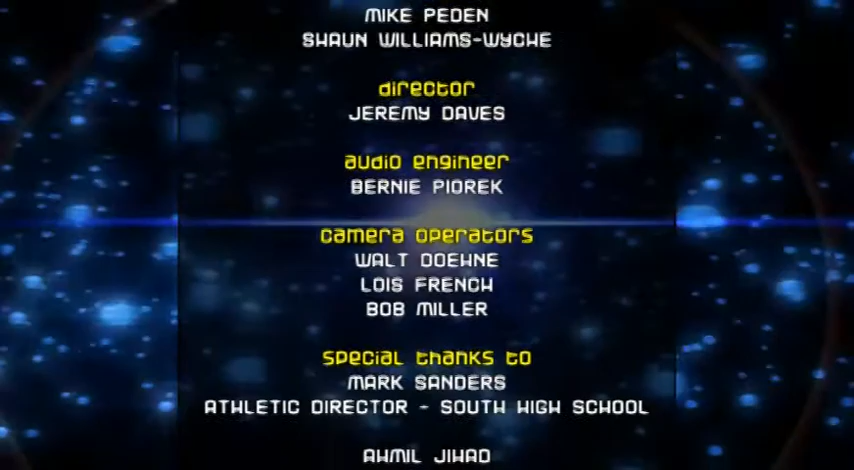 MIKE PEDEN
SHAUN WILLIAMS-WYCHE
director
JEREMY DAVES
audio engineer
BERNIE PIOREK
camera operators
WALT DOEHNE
LOIS FRENCH
BOB MILLER
special thanks to
MARK SANDERS
ATHLETIC DIRECTOR - SOUTH HIGH SCHOOL
AHMIL JIHAD